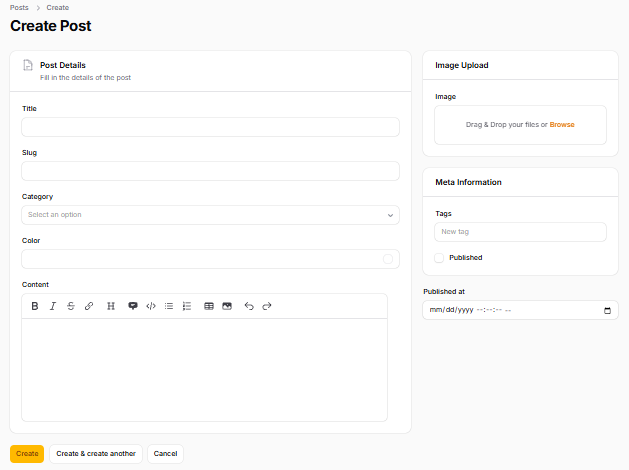 Posts > Create
Create Post
Post Details
Fill in the details of the post
Title
Slug
Category
Select an option
Color
Content
Image Upload
Image
Drag & Drop your files or Browse
Meta Information
Tags
New tag
Published
Published at
mm/dd/yyyy --:--:-- --
Create
Create & create another
Cancel